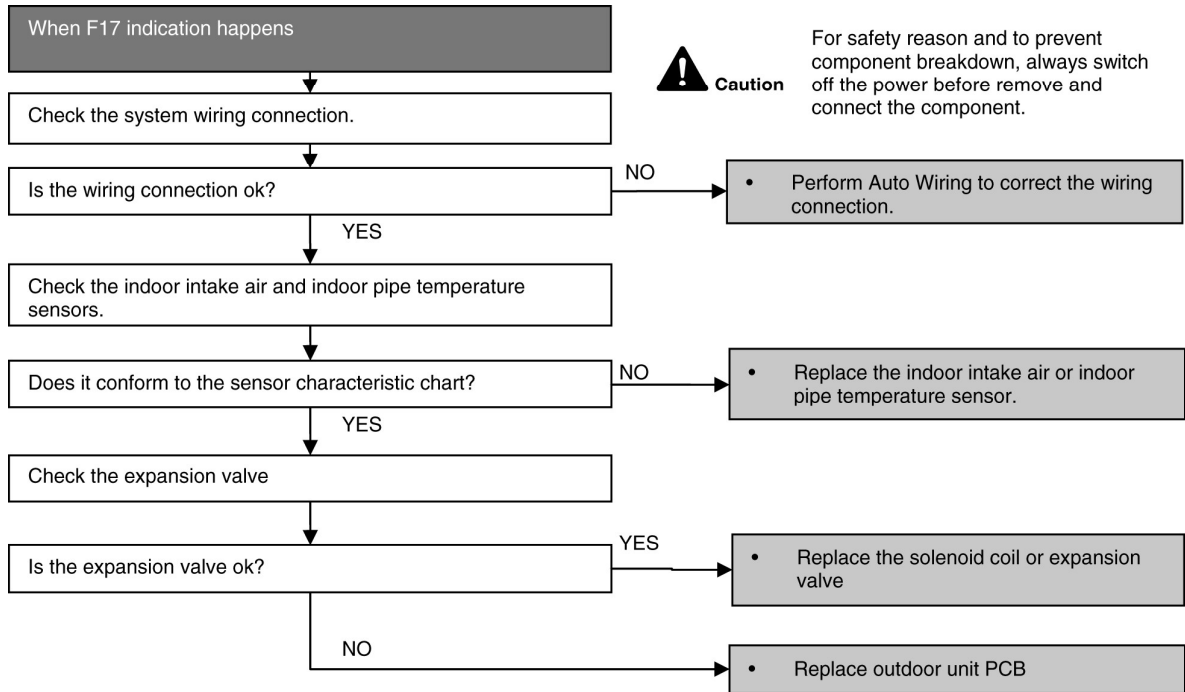 When F17 indication happens
For safety reason and to prevent
component breakdown, always switch
off the power before remove and
connect the component.
Caution
Check the system wiring connection.
Is the wiring connection ok?
NO
• Perform Auto Wiring to correct the wiring
connection.
YES
Check the indoor intake air and indoor pipe temperature
sensors.
Does it conform to the sensor characteristic chart?
NO
• Replace the indoor intake air or indoor
pipe temperature sensor.
YES
Check the expansion valve
Is the expansion valve ok?
YES
• Replace the solenoid coil or expansion
valve
NO
• Replace outdoor unit PCB